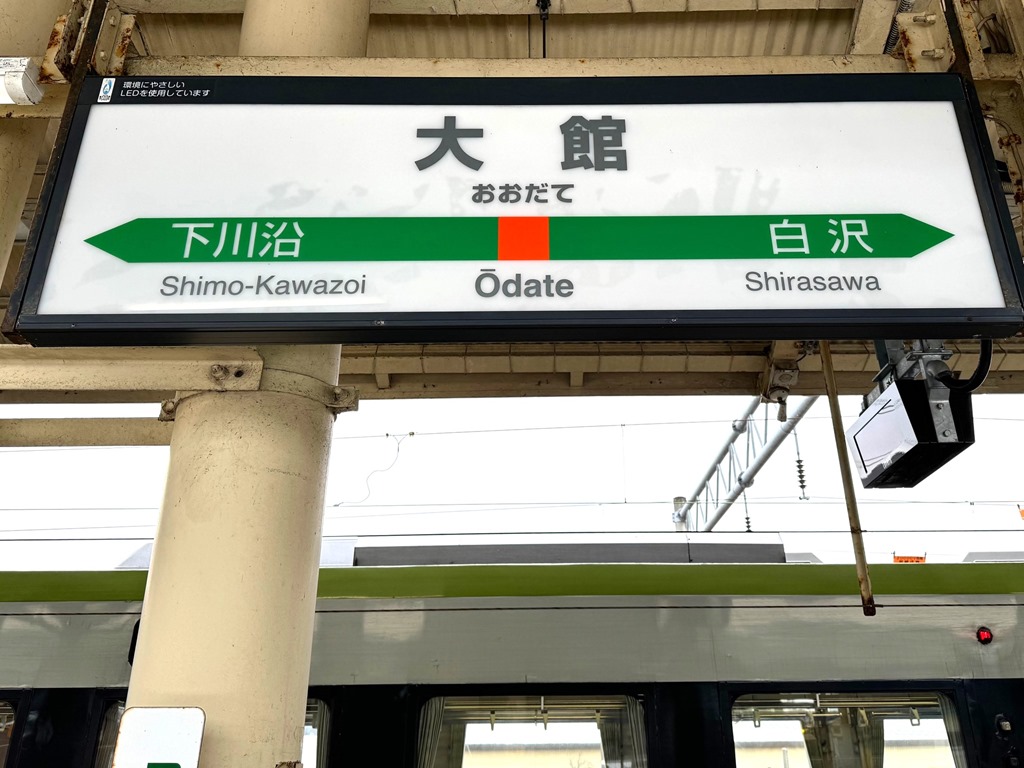 環境にやさしい
LEDを使用しています
大館
おおだて
下川沿 白沢
Shimo-Kawazoi Ōdate Shirasawa